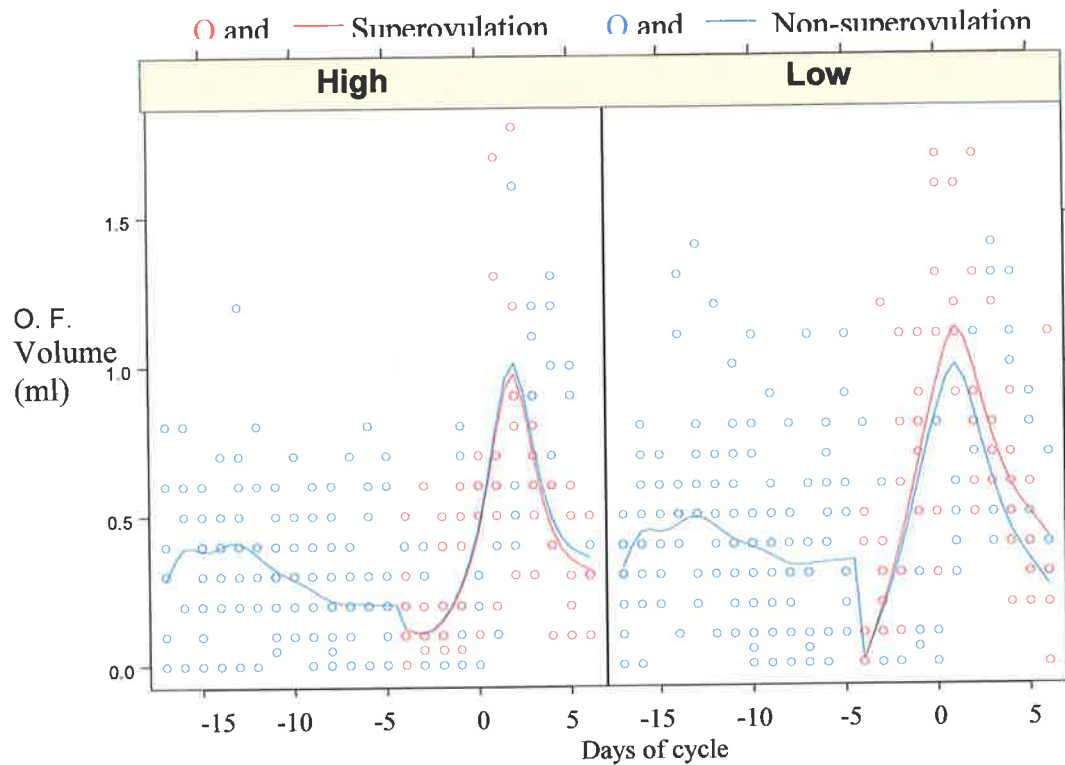 O and — Superovulation O and — Non-superovulation
High Low
1.5
1.0
0.5
0.0
O. F.
Volume
(ml)
-15 -10 -5 0 5 -15 -10 -5 0 5
Days of cycle